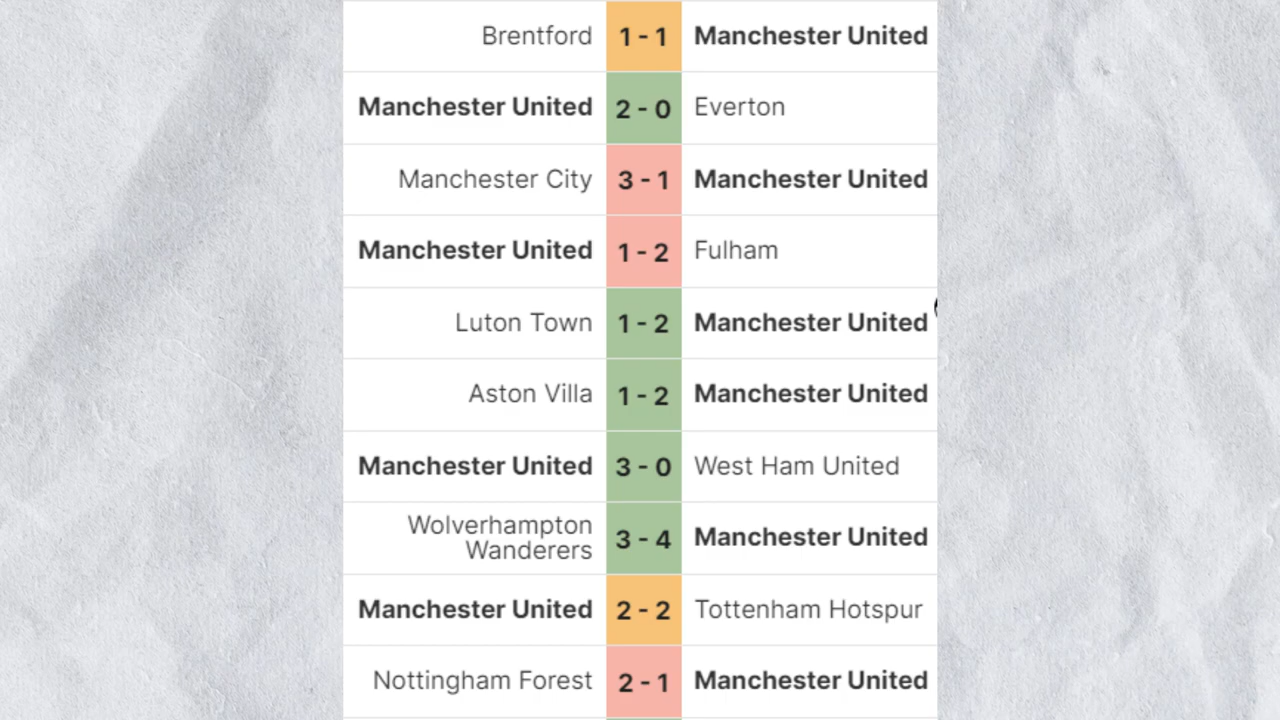 Brentford 1 - 1 Manchester United
Manchester United 2 - 0 Everton
Manchester City 3 - 1 Manchester United
Manchester United 1 - 2 Fulham
Luton Town 1 - 2 Manchester United
Aston Villa 1 - 2 Manchester United
Manchester United 3 - 0 West Ham United
Wolverhampton
Wanderers 3 - 4 Manchester United
Manchester United 2 - 2 Tottenham Hotspur
Nottingham Forest 2 - 1 Manchester United